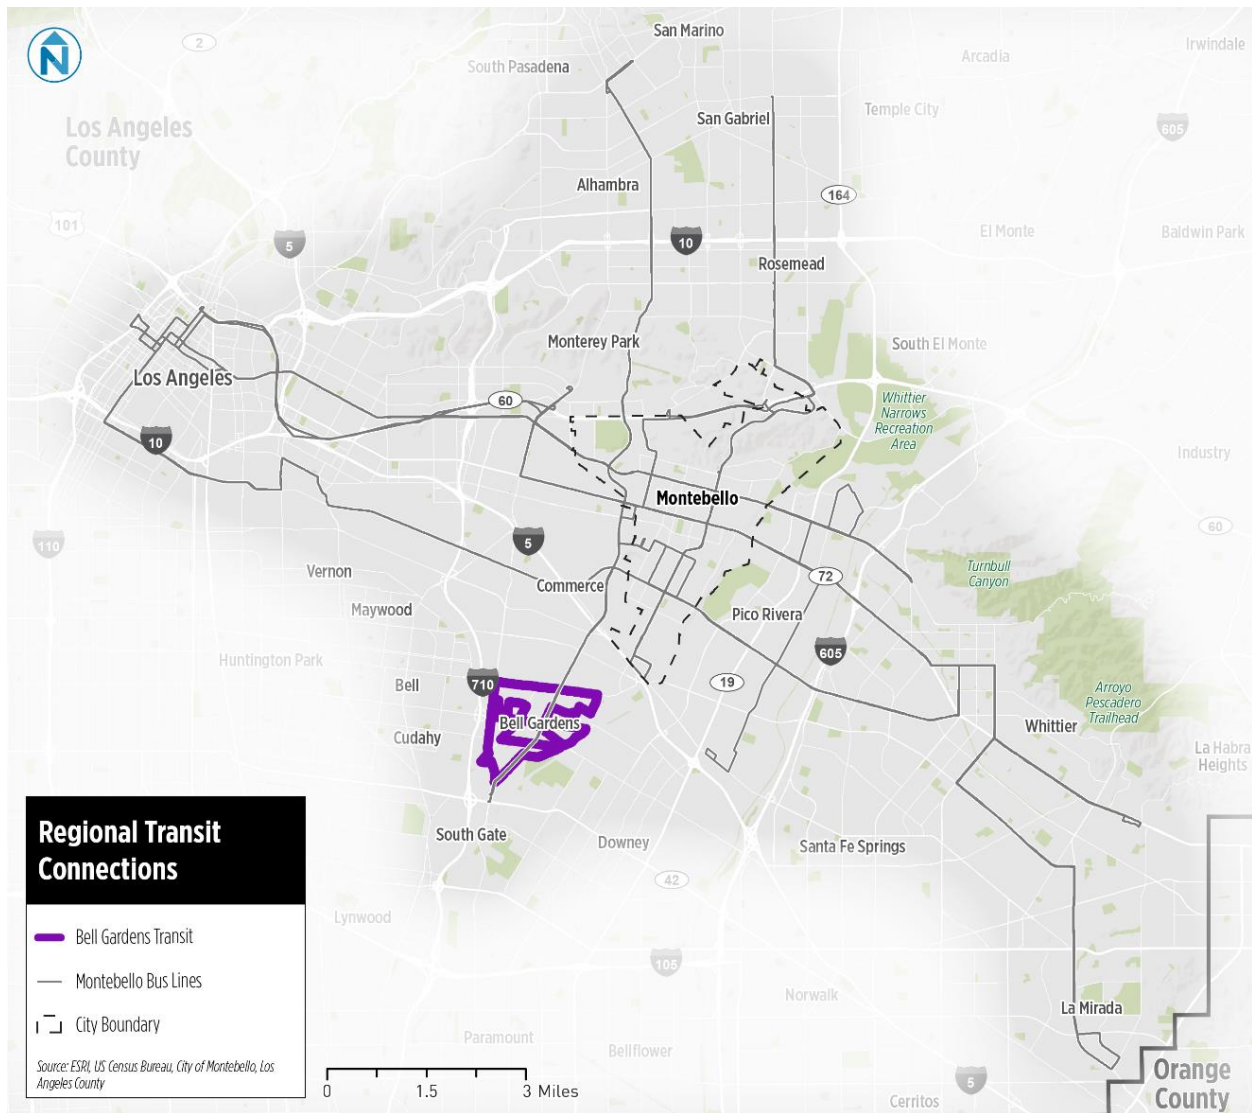 N
San Marino
2
Irwindale
Arcadia
South Pasadena
Temple City
San Gabriel
Los Angeles
County
605
Alhambra
164
101
El Monte
Baldwin Park
5
10
Rosemead
Monterey Park
South El Monte
Los Angeles
60
Whittier
Narrows
Recreation
Area
10
Industry
Montebello
60
5
110
Turnbull
Canyon
Vernon
72
Commerce
Maywood
Pico Rivera
605
Huntington Park
Bell
710
19
Arroyo
Pescadero
Trailhead
Bell Gardens
Whittier
Cudahy
La Habra
Heights
South Gate
Downey
Santa Fe Springs
42
Lynwood
105
Norwalk
La Mirada
Paramount
Bellflower
5
Orange
County
Cerritos
Regional Transit
Connections
Bell Gardens Transit
Montebello Bus Lines
City Boundary
Source: ESRI, US Census Bureau, City of Montebello, Los
Angeles County
0 1.5 3 Miles